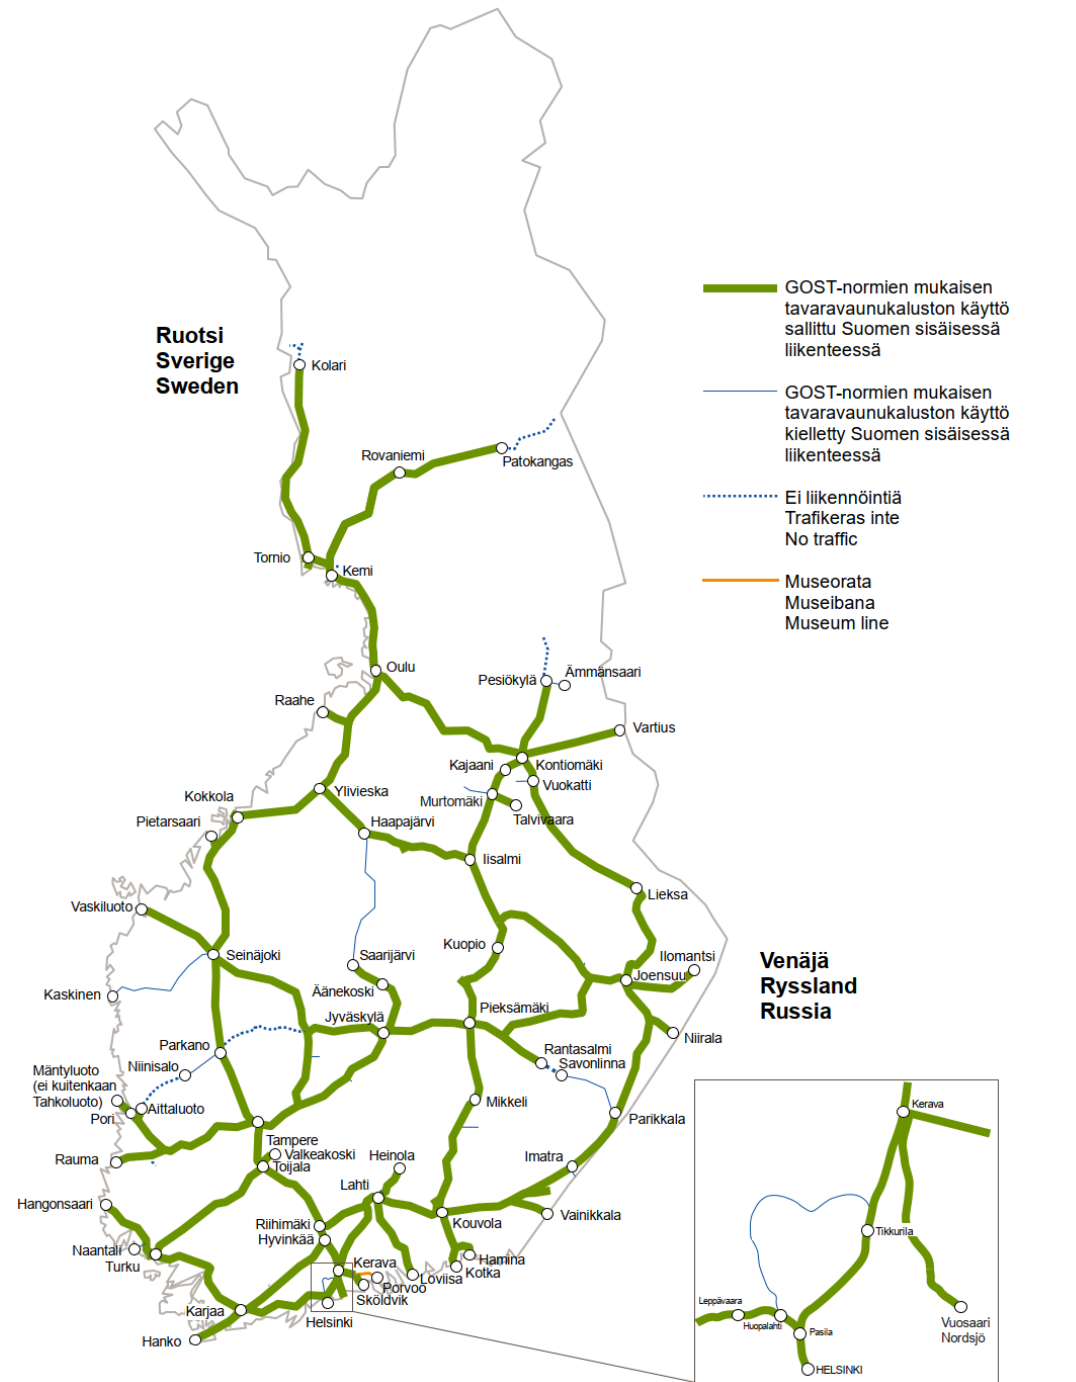 Ruotsi
Sverige
Sweden
Kolari
Rovaniemi
Patokangas
Tornio
Kemi
Oulu
Raahe
Pesiökylä
Ämmänsaari
Vartius
Kajaani
Kontiomäki
Vuokatti
Murtomäki
Talvivaara
Ylivieska
Kokkola
Pietarsaari
Haapajärvi
Iisalmi
Lieksa
Vaskiluoto
Seinäjoki
Kuopio
Saarijärvi
Ilomantsi
Joensuu
Kaskinen
Äänekoski
Jyväskylä
Pieksämäki
Niirala
Parkano
Niinisalo
Rantasalmi
Savonlinna
Mäntyluoto
(ei kuitenkaan
Tahkoluoto)
Aittaluoto
Pori
Mikkeli
Parikkala
Tampere
Valkeakoski
Heinola
Toijala
Rauma
Imatra
Lahti
Hangonsaari
Riihimäki
Hyvinkää
Kouvola
Vainikkala
Naantali
Turku
Kerava
Hamina
Kotka
Loviisa
Porvoo
Sköldvik
Karjaa
Helsinki
Hanko
GOST-normien mukaisen
tavaravaunukaluston käyttö
sallittu Suomen sisäisessä
liikenteessä
GOST-normien mukaisen
tavaravaunukaluston käyttö
kielletty Suomen sisäisessä
liikenteessä
Ei liikennöintiä
Trafikeras inte
No traffic
Museorata
Museibana
Museum line
Venäjä
Ryssland
Russia
Kerava
Tikkurila
Leppävaara
Huopalahti
Pasila
Vuosaari
Nordsjö
HELSINKI